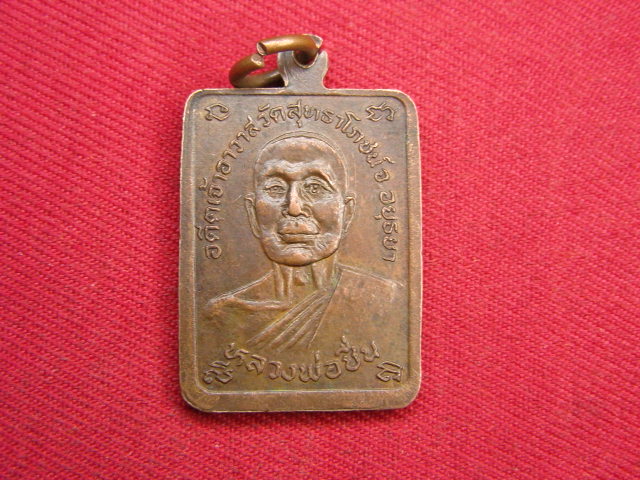 อดีตเจ้าอาวาสวัดสุทธาโภชน์ จ อยุธยา
หลวงพ่อชื่น